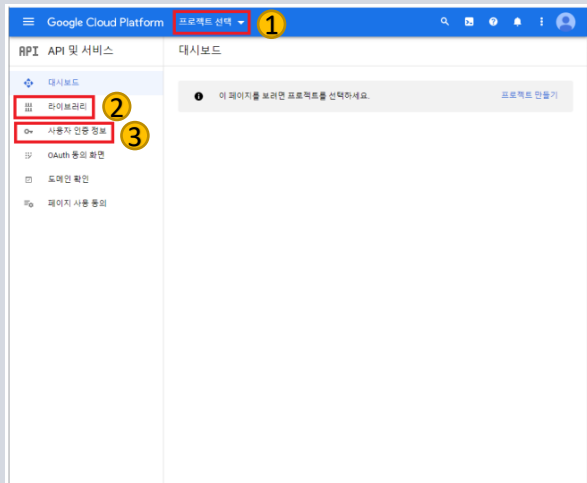 Google Cloud Platform 프로젝트 선택 1
API API 및 서비스 대시보드
대시보드
이 페이지를 보려면 프로젝트를 선택하세요. 프로젝트 만들기
라이브러리 2
사용자 인증 정보 3
OAuth 동의 화면
도메인 확인
페이지 사용 동의